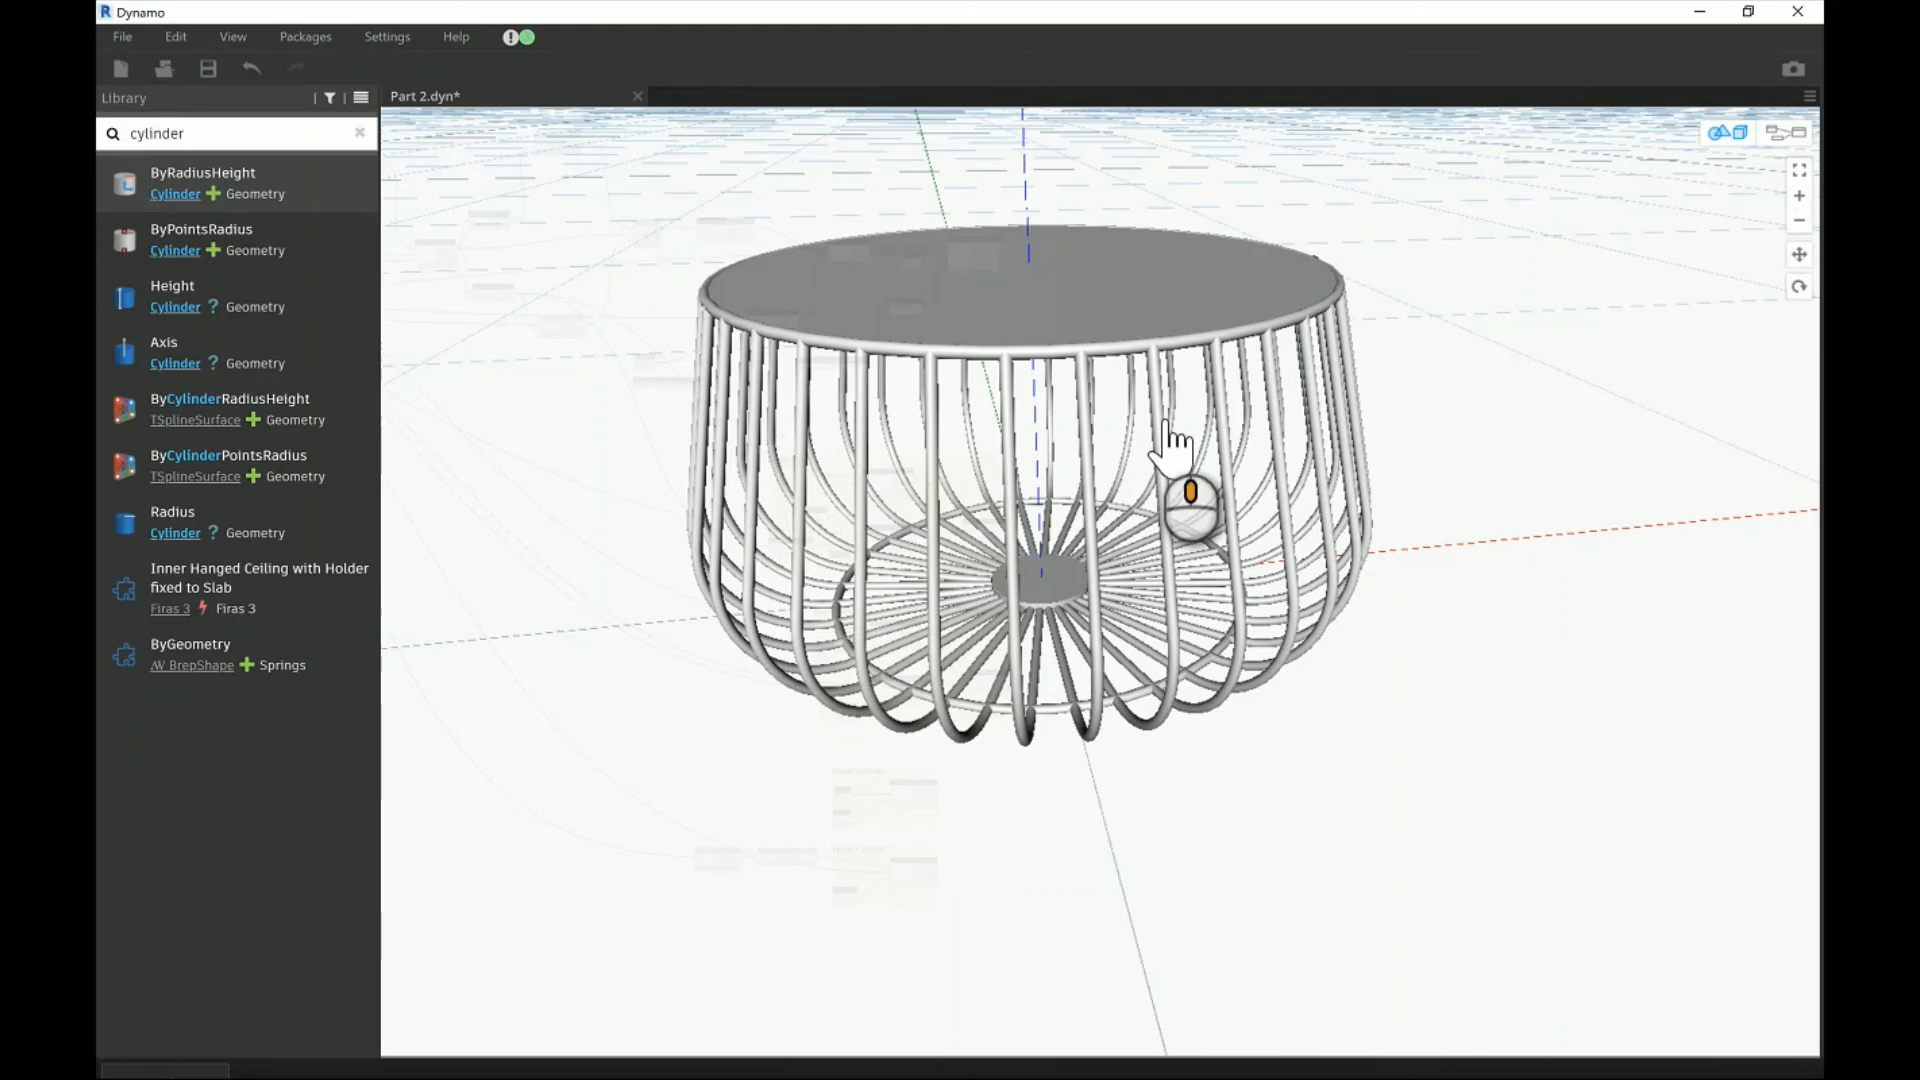 Dynamo
File Edit View Packages Settings Help
Library
Part 2.dyn*
cylinder
ByRadiusHeight
Cylinder Geometry
ByPointsRadius
Cylinder Geometry
Height
Cylinder ? Geometry
Axis
Cylinder ? Geometry
ByCylinderRadiusHeight
TSplineSurface Geometry
ByCylinderPointsRadius
TSplineSurface Geometry
Radius
Cylinder ? Geometry
Inner Hanged Ceiling with Holder
fixed to Slab
Firas 3 Firas 3
ByGeometry
BrepShape Springs